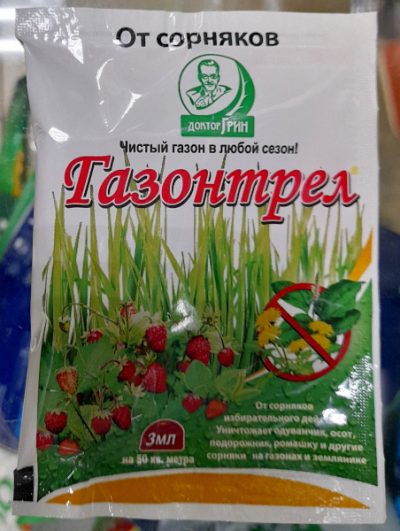 От сорняков
ДОКТОР ГРИН
Чистый газон в любой сезон!
Газонтрел
3мл
на 50 кв. метра
От сорняков
избирательного дей
Уничтожает одуванчик, осот,
подорожник, ромашку и другие
сорняки на газонах и землянике